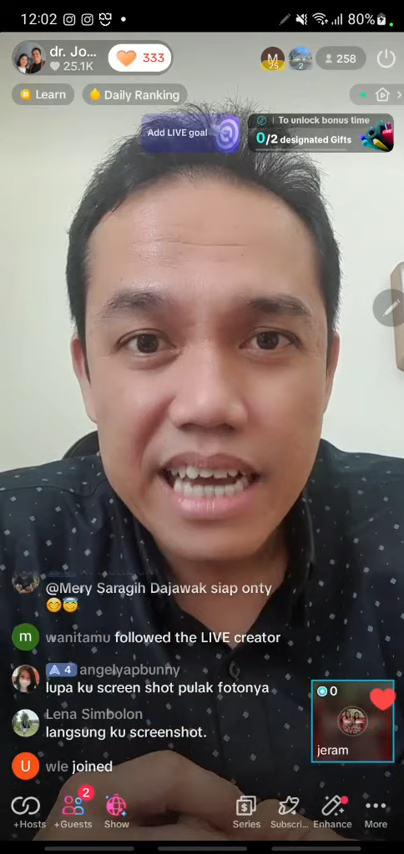 12:02
80%
dr. Jo...
25.1K
333
M
25
2
258
Learn
Daily Ranking
Add LIVE goal
To unlock bonus time
0/2 designated Gifts
@Mery Saragih Dajawak siap onty
😊😇
m
wanitamu followed the LIVE creator
4 angelyapbunny
lupa ku screen shot pulak fotonya
Lena Simbolon
langsung ku screenshot.
U
wle joined
0
jeram
2
+Hosts
+Guests
Show
Series
Subscri...
Enhance
More